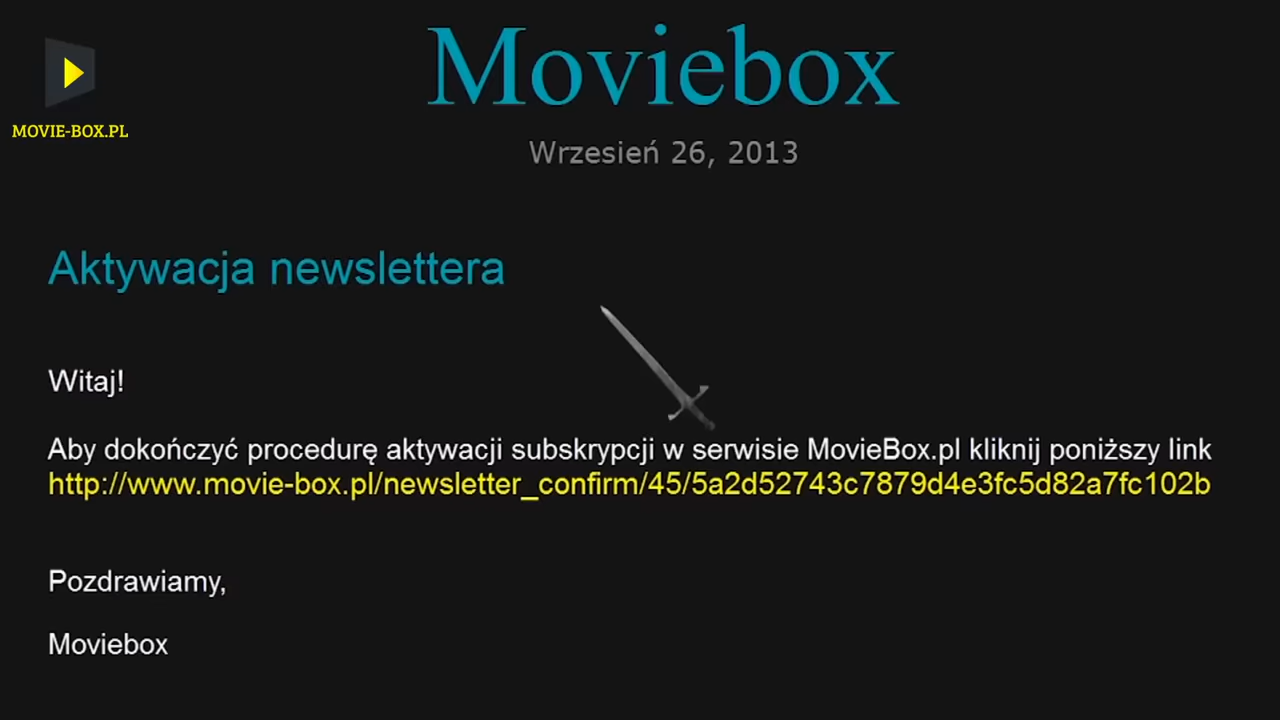 Moviebox
MOVIE-BOX.PL
Wrzesień 26, 2013
Aktywacja newslettera
Witaj!
Aby dokończyć procedurę aktywacji subskrypcji w serwisie MovieBox.pl kliknij poniższy link
http://www.movie-box.pl/newsletter_confirm/45/5a2d52743c7879d4e3fc5d82a7fc102b
Pozdrawiamy,
Moviebox